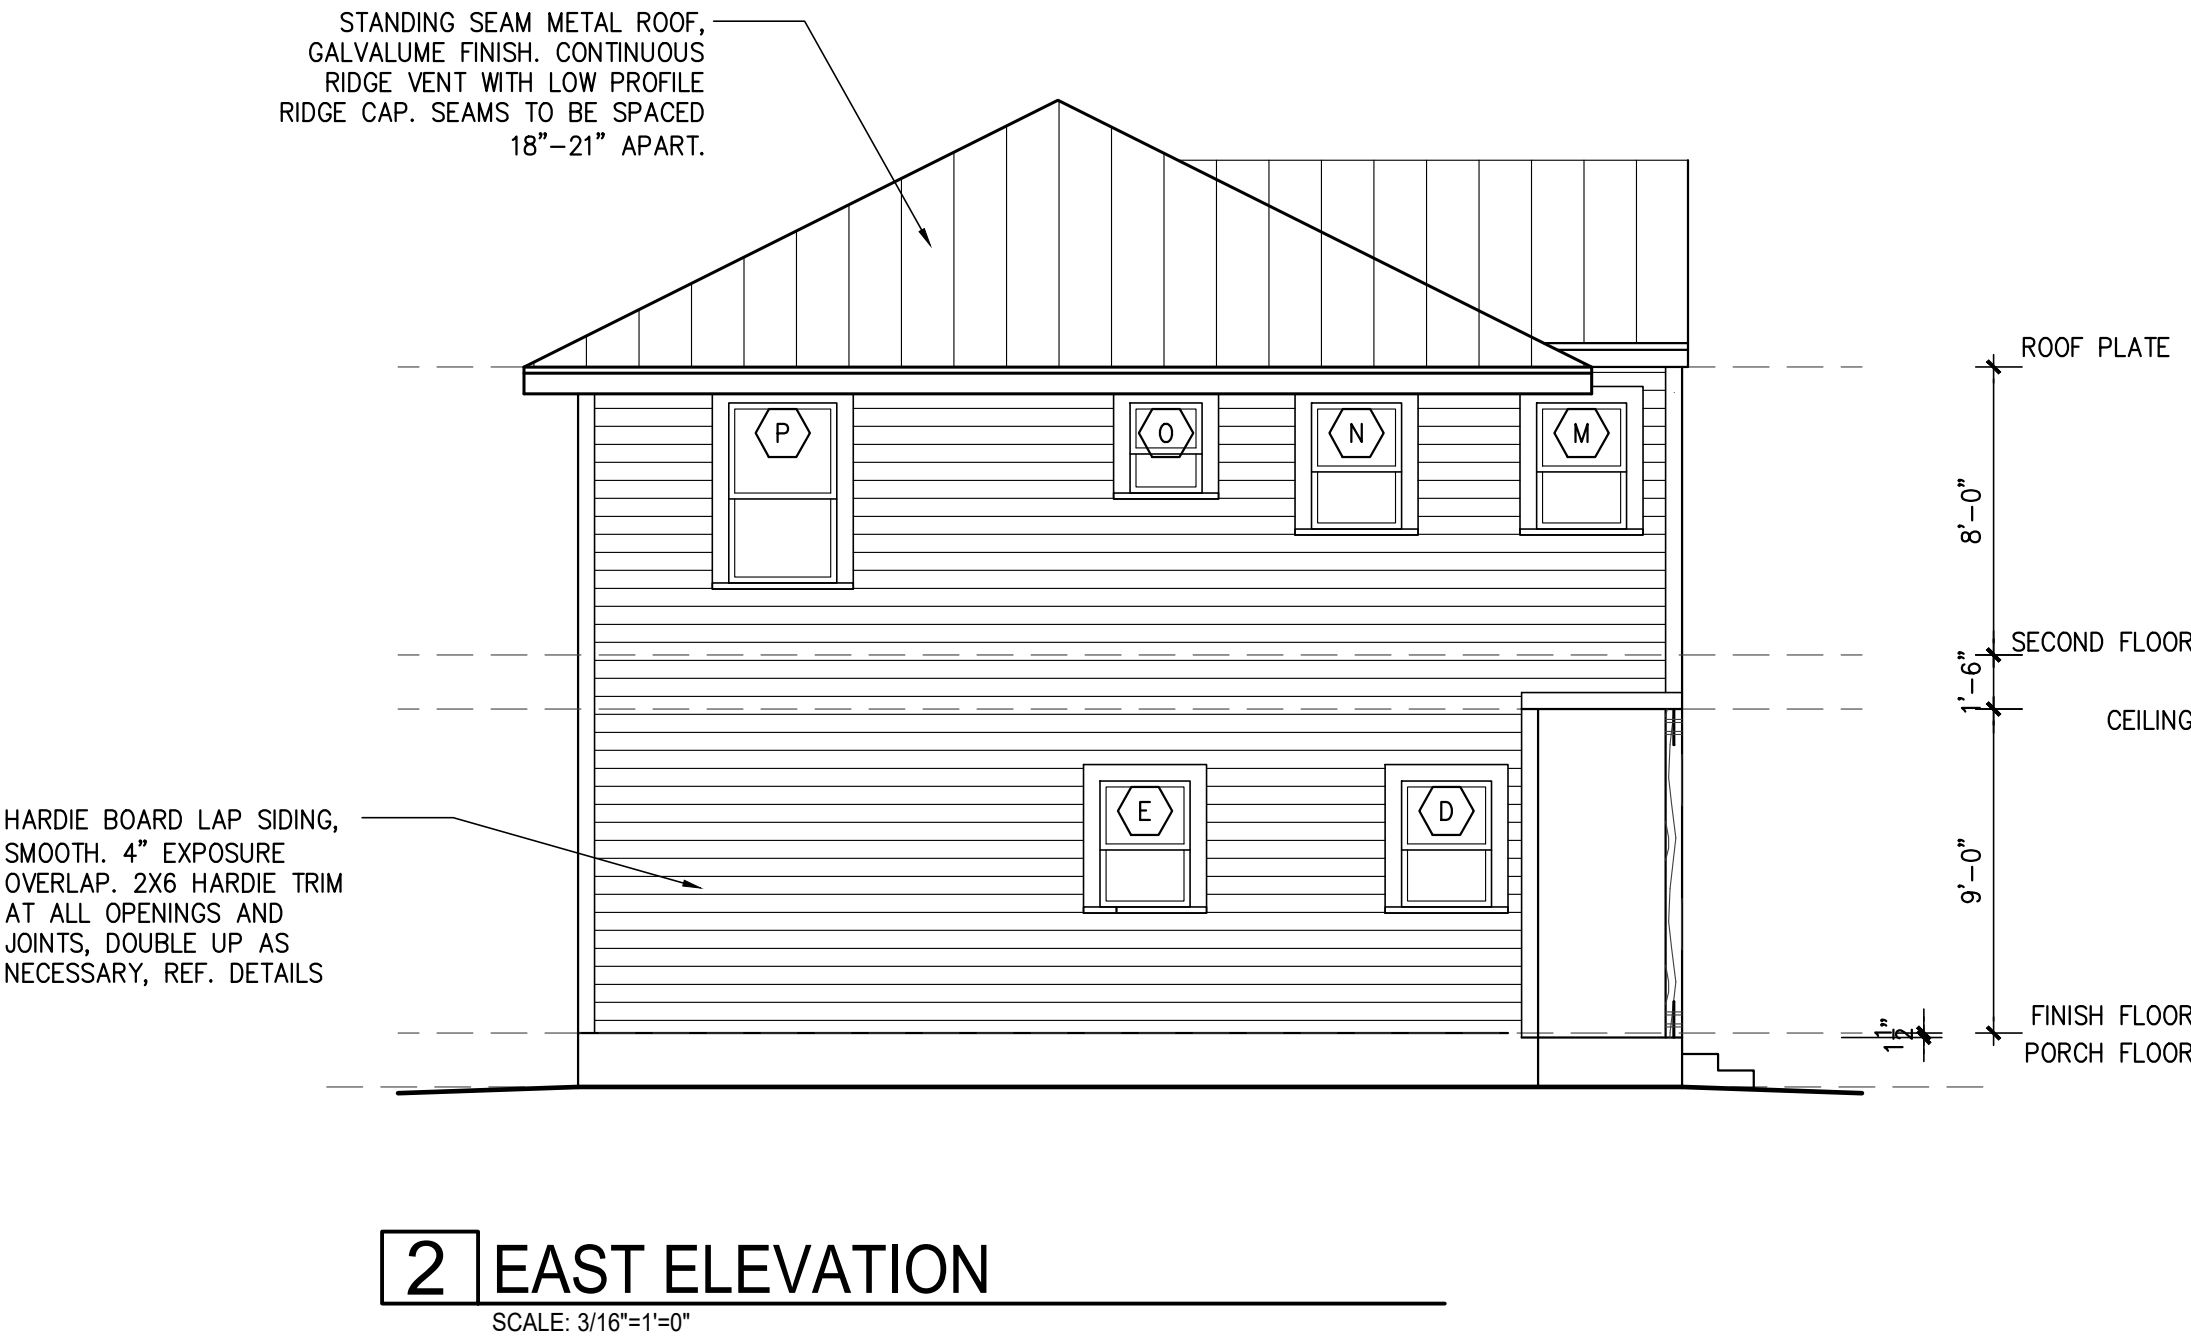 STANDING SEAM METAL ROOF,
GALVALUME FINISH. CONTINUOUS
RIDGE VENT WITH LOW PROFILE
RIDGE CAP. SEAMS TO BE SPACED
18"-21" APART.
ROOF PLATE
P
O
N
M
8'-0"
SECOND FLOOR
1'-6"
CEILING
E
D
HARDIE BOARD LAP SIDING,
SMOOTH. 4" EXPOSURE
OVERLAP. 2X6 HARDIE TRIM
AT ALL OPENINGS AND
JOINTS, DOUBLE UP AS
NECESSARY, REF. DETAILS
9'-0"
FINISH FLOOR
1 1/2"
PORCH FLOOR
2 EAST ELEVATION
SCALE: 3/16"=1'=0"